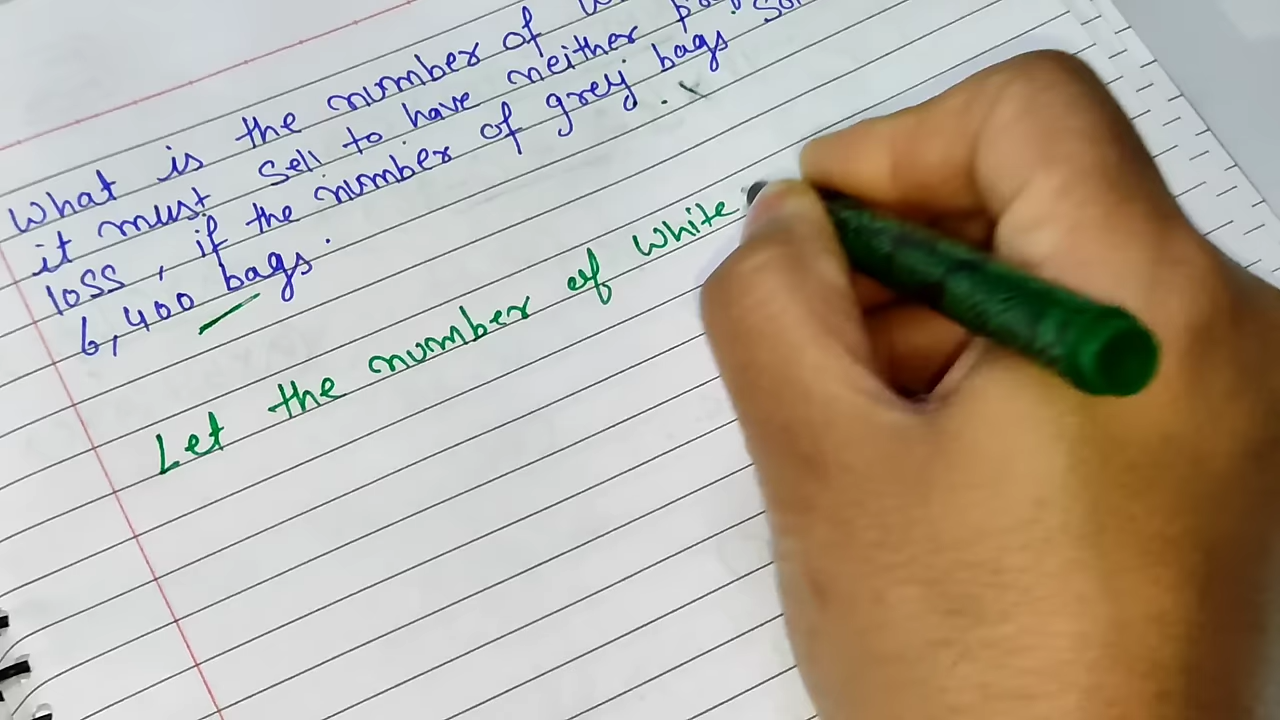 What is the number of
it must sell to have neither
loss, if the number of grey bags
6,400 bags.
Let the number of white